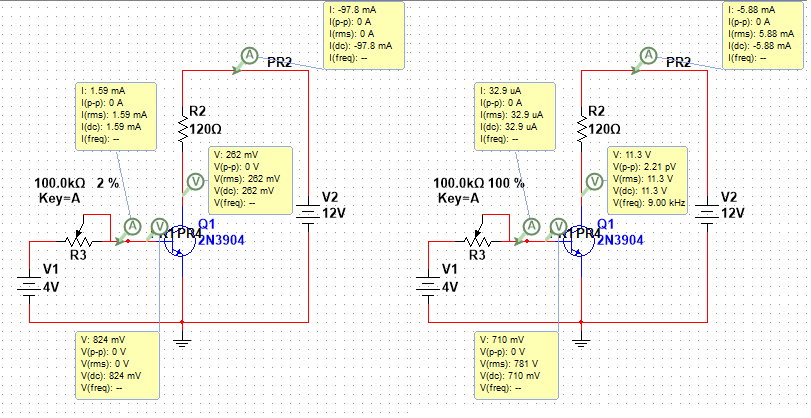 I: -97.8 mA
I(p-p): 0 A
I(rms): 0 A
I(dc): -97.8 mA
I(freq): --
PR2
I: 1.59 mA
I(p-p): 0 A
I(rms): 1.59 mA
I(dc): 1.59 mA
I(freq): --
R2
120Ω
V: 262 mV
V(p-p): 0 V
V(rms): 262 mV
V(dc): 262 mV
V(freq): --
100.0kΩ 2 %
Key=A
V2
12V
Q1
PR4
2N3904
R3
V1
4V
V: 824 mV
V(p-p): 0 V
V(rms): 0 V
V(dc): 824 mV
V(freq): --
I: -5.88 mA
I(p-p): 0 A
I(rms): 5.88 mA
I(dc): -5.88 mA
I(freq): --
PR2
I: 32.9 uA
I(p-p): 0 A
I(rms): 32.9 uA
I(dc): 32.9 uA
I(freq): --
R2
120Ω
V: 11.3 V
V(p-p): 2.21 pV
V(rms): 11.3 V
V(dc): 11.3 V
V(freq): 9.00 kHz
100.0kΩ 100 %
Key=A
V2
12V
Q1
PR4
2N3904
R3
V1
4V
V: 710 mV
V(p-p): 0 V
V(rms): 781 V
V(dc): 710 mV
V(freq): --